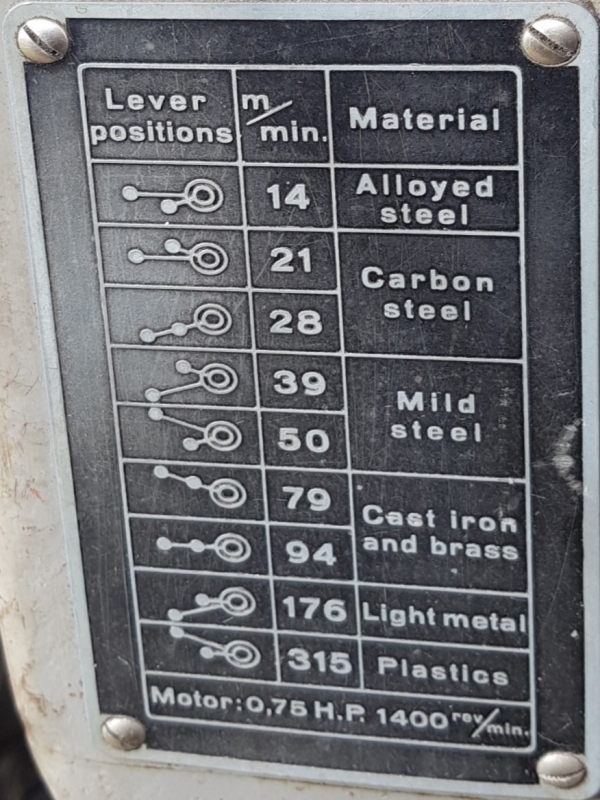 Lever positions
m/min.
Material
14
Alloyed steel
21
Carbon steel
28
39
Mild steel
50
79
Cast iron and brass
94
176 Light metal
315 Plastics
Motor: 0,75 H.P. 1400 rev/min.